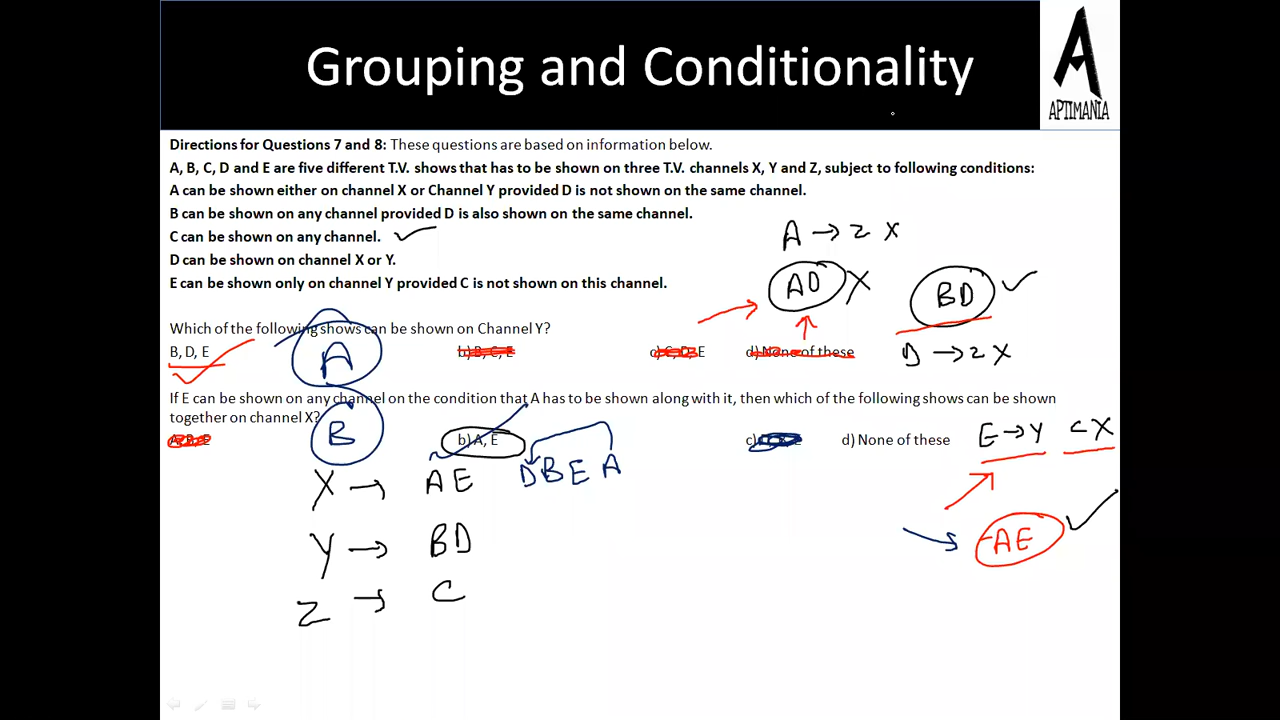 Grouping and Conditionality
A
APTIMANIA
Directions for Questions 7 and 8: These questions are based on information below.
A, B, C, D and E are five different T.V. shows that has to be shown on three T.V. channels X, Y and Z, subject to following conditions:
A can be shown either on channel X or Channel Y provided D is not shown on the same channel.
B can be shown on any channel provided D is also shown on the same channel.
C can be shown on any channel.
D can be shown on channel X or Y.
E can be shown only on channel Y provided C is not shown on this channel.
A → Z X
AD X
BD
Which of the following shows can be shown on Channel Y?
B, D, E b) B, C, E c) C, D, E d) None of these
D → Z X
A
If E can be shown on any channel on the condition that A has to be shown along with it, then which of the following shows can be shown
together on channel X?
b) A, E d) None of these
B
E → Y C X
X → A E
D B E A
Y → BD
AE
Z → C